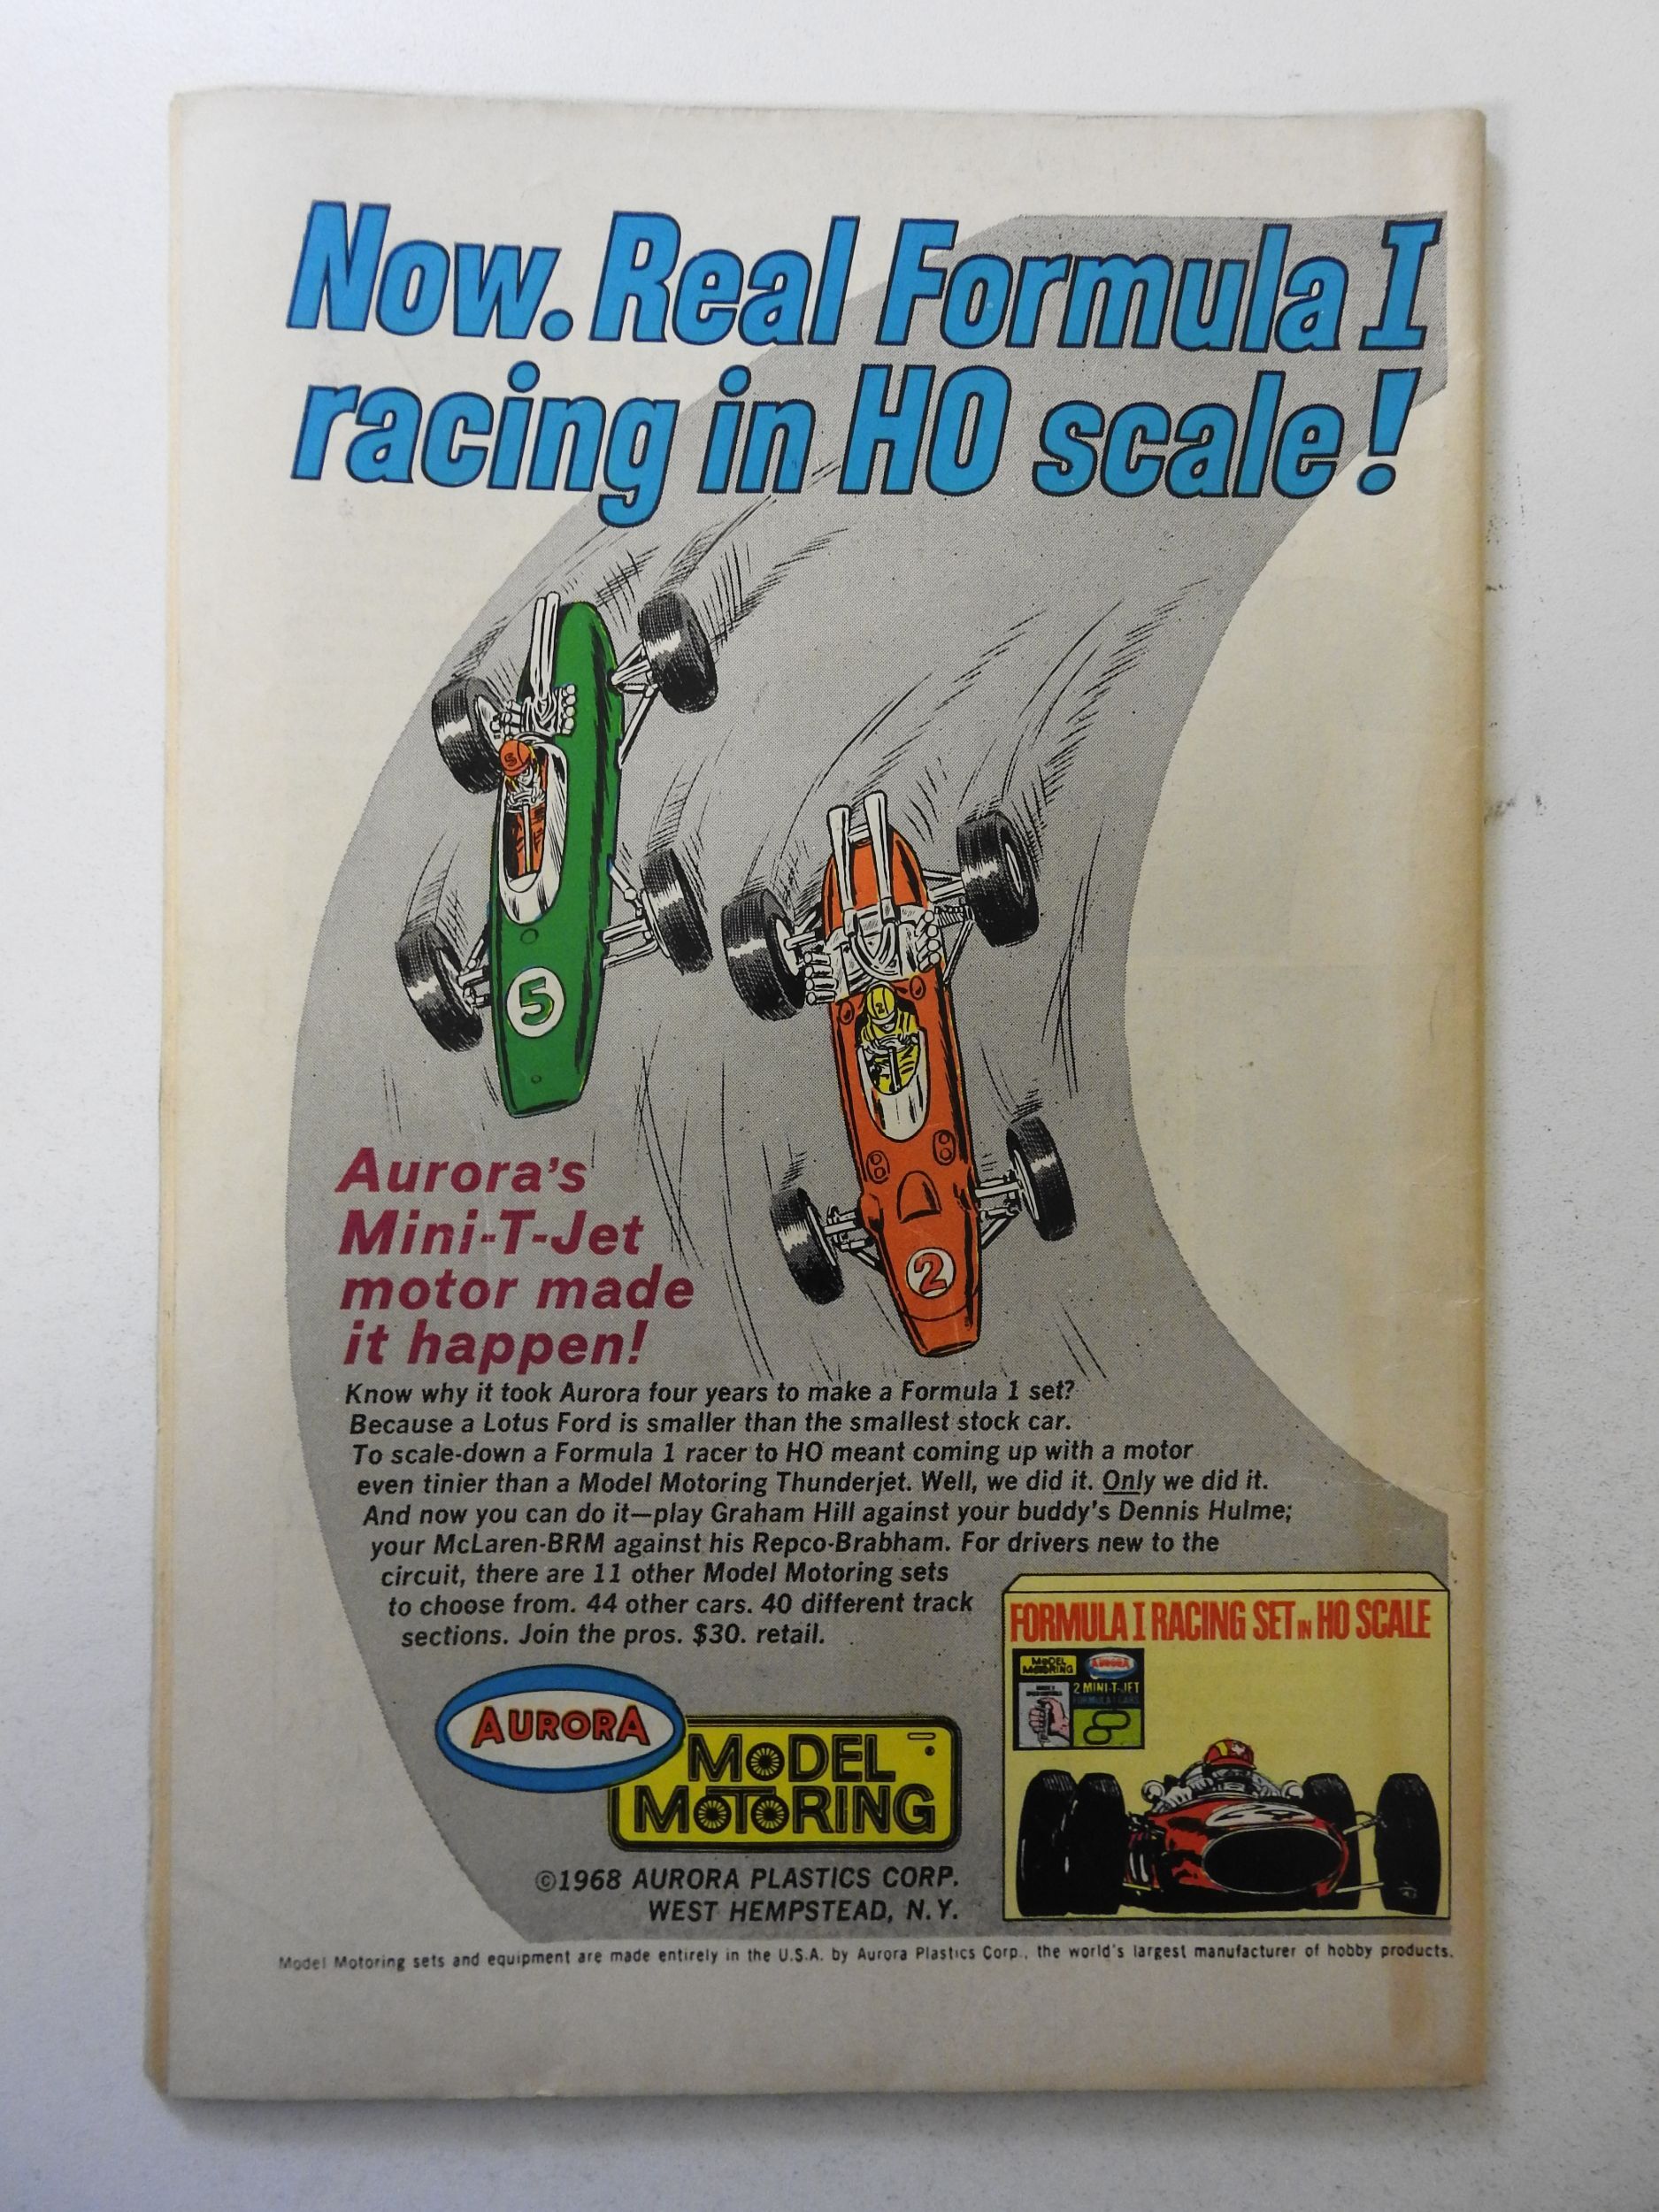 Now. Real Formula I
racing in HO scale!
5
5
2
2
Aurora's
Mini-T-Jet
motor made
it happen!
Know why it took Aurora four years to make a Formula 1 set?
Because a Lotus Ford is smaller than the smallest stock car.
To scale-down a Formula 1 racer to HO meant coming up with a motor
even tinier than a Model Motoring Thunderjet. Well, we did it. Only we did it.
And now you can do it—play Graham Hill against your buddy's Dennis Hulme;
your McLaren-BRM against his Repco-Brabham. For drivers new to the
circuit, there are 11 other Model Motoring sets
to choose from. 44 other cars. 40 different track
sections. Join the pros. $30. retail.
FORMULA I RACING SET IN HO SCALE
MODEL
MOTORING
AURORA
2 MINI-T-JET
FORMULA I CARS
AURORA
MODEL
MOTORING
©1968 AURORA PLASTICS CORP.
WEST HEMPSTEAD, N.Y.
Model Motoring sets and equipment are made entirely in the U.S.A. by Aurora Plastics Corp., the world's largest manufacturer of hobby products.